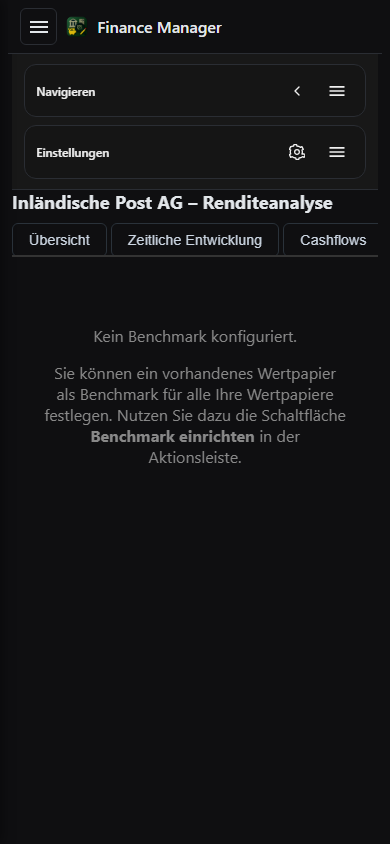 Finance Manager
Navigieren
Einstellungen
Inländische Post AG – Renditeanalyse
Übersicht
Zeitliche Entwicklung
Cashflows
Kein Benchmark konfiguriert.
Sie können ein vorhandenes Wertpapier
als Benchmark für alle Ihre Wertpapiere
festlegen. Nutzen Sie dazu die Schaltfläche
Benchmark einrichten in der
Aktionsleiste.